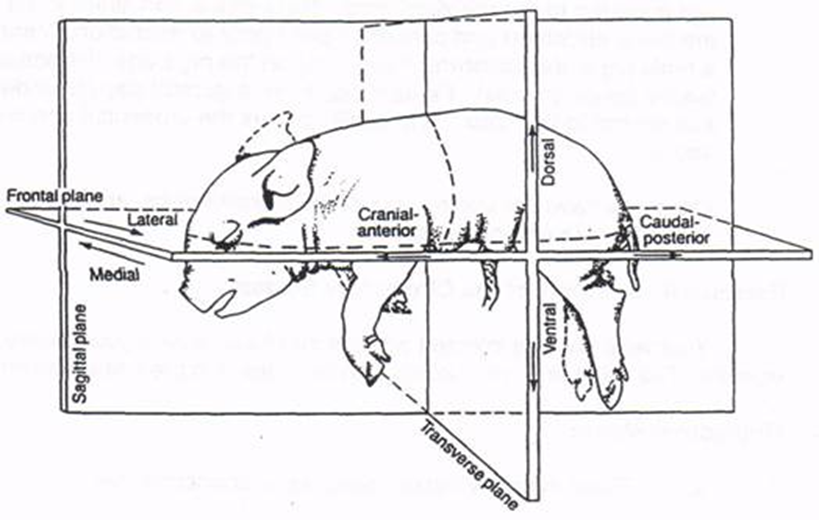 Dorsal
Frontal plane
Lateral
Cranial-
anterior
Caudal-
posterior
Medial
Sagittal plane
Ventral
Transverse plane